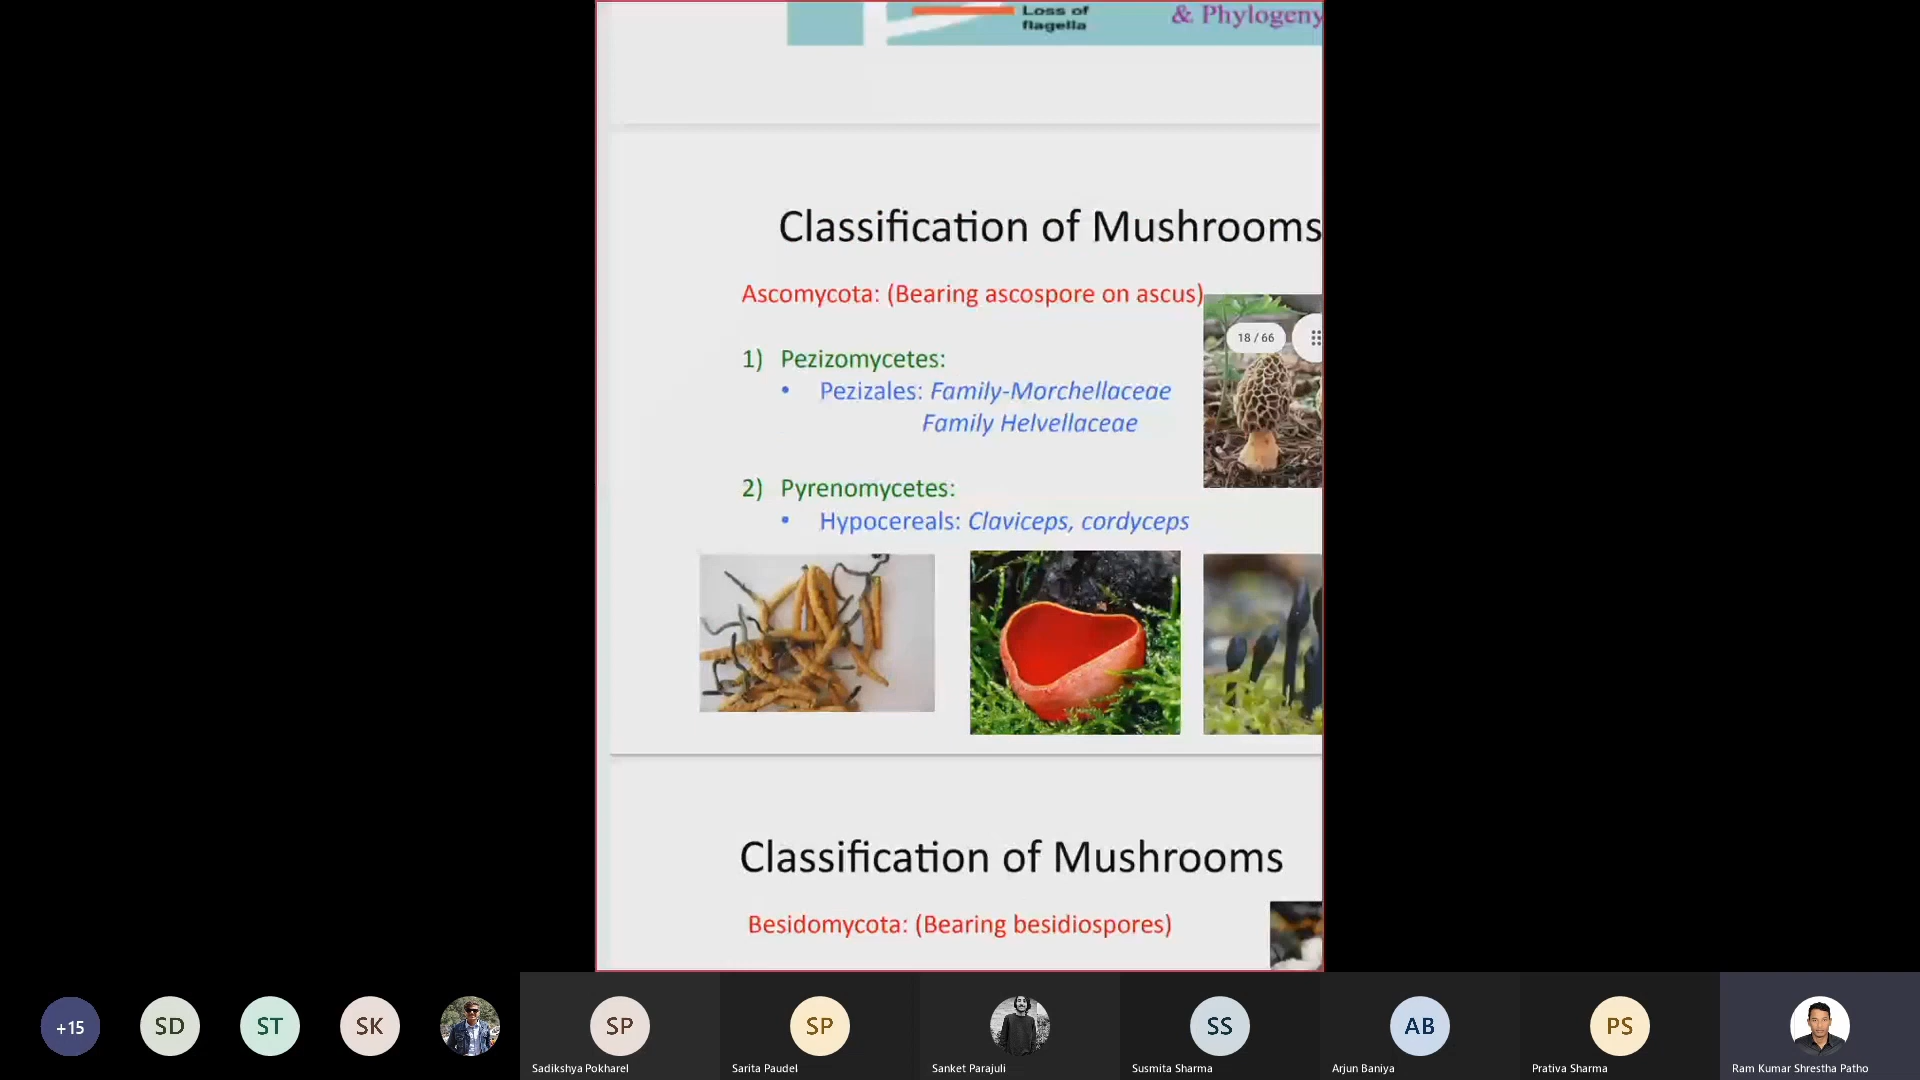 Loss of
flagella
& Phylogeny
Classification of Mushrooms
Ascomycota: (Bearing ascospore on ascus)
18 / 66
1) Pezizomycetes:
• Pezizales: Family-Morchellaceae
Family Helvellaceae
2) Pyrenomycetes:
• Hypocereals: Claviceps, cordyceps
Classification of Mushrooms
Besidomycota: (Bearing besidiospores)
+15
SD
ST
SK
SP
SP
SS
AB
PS
Sadikshya Pokharel
Sarita Paudel
Sanket Parajuli
Susmita Sharma
Arjun Baniya
Prativa Sharma
Ram Kumar Shrestha Patho